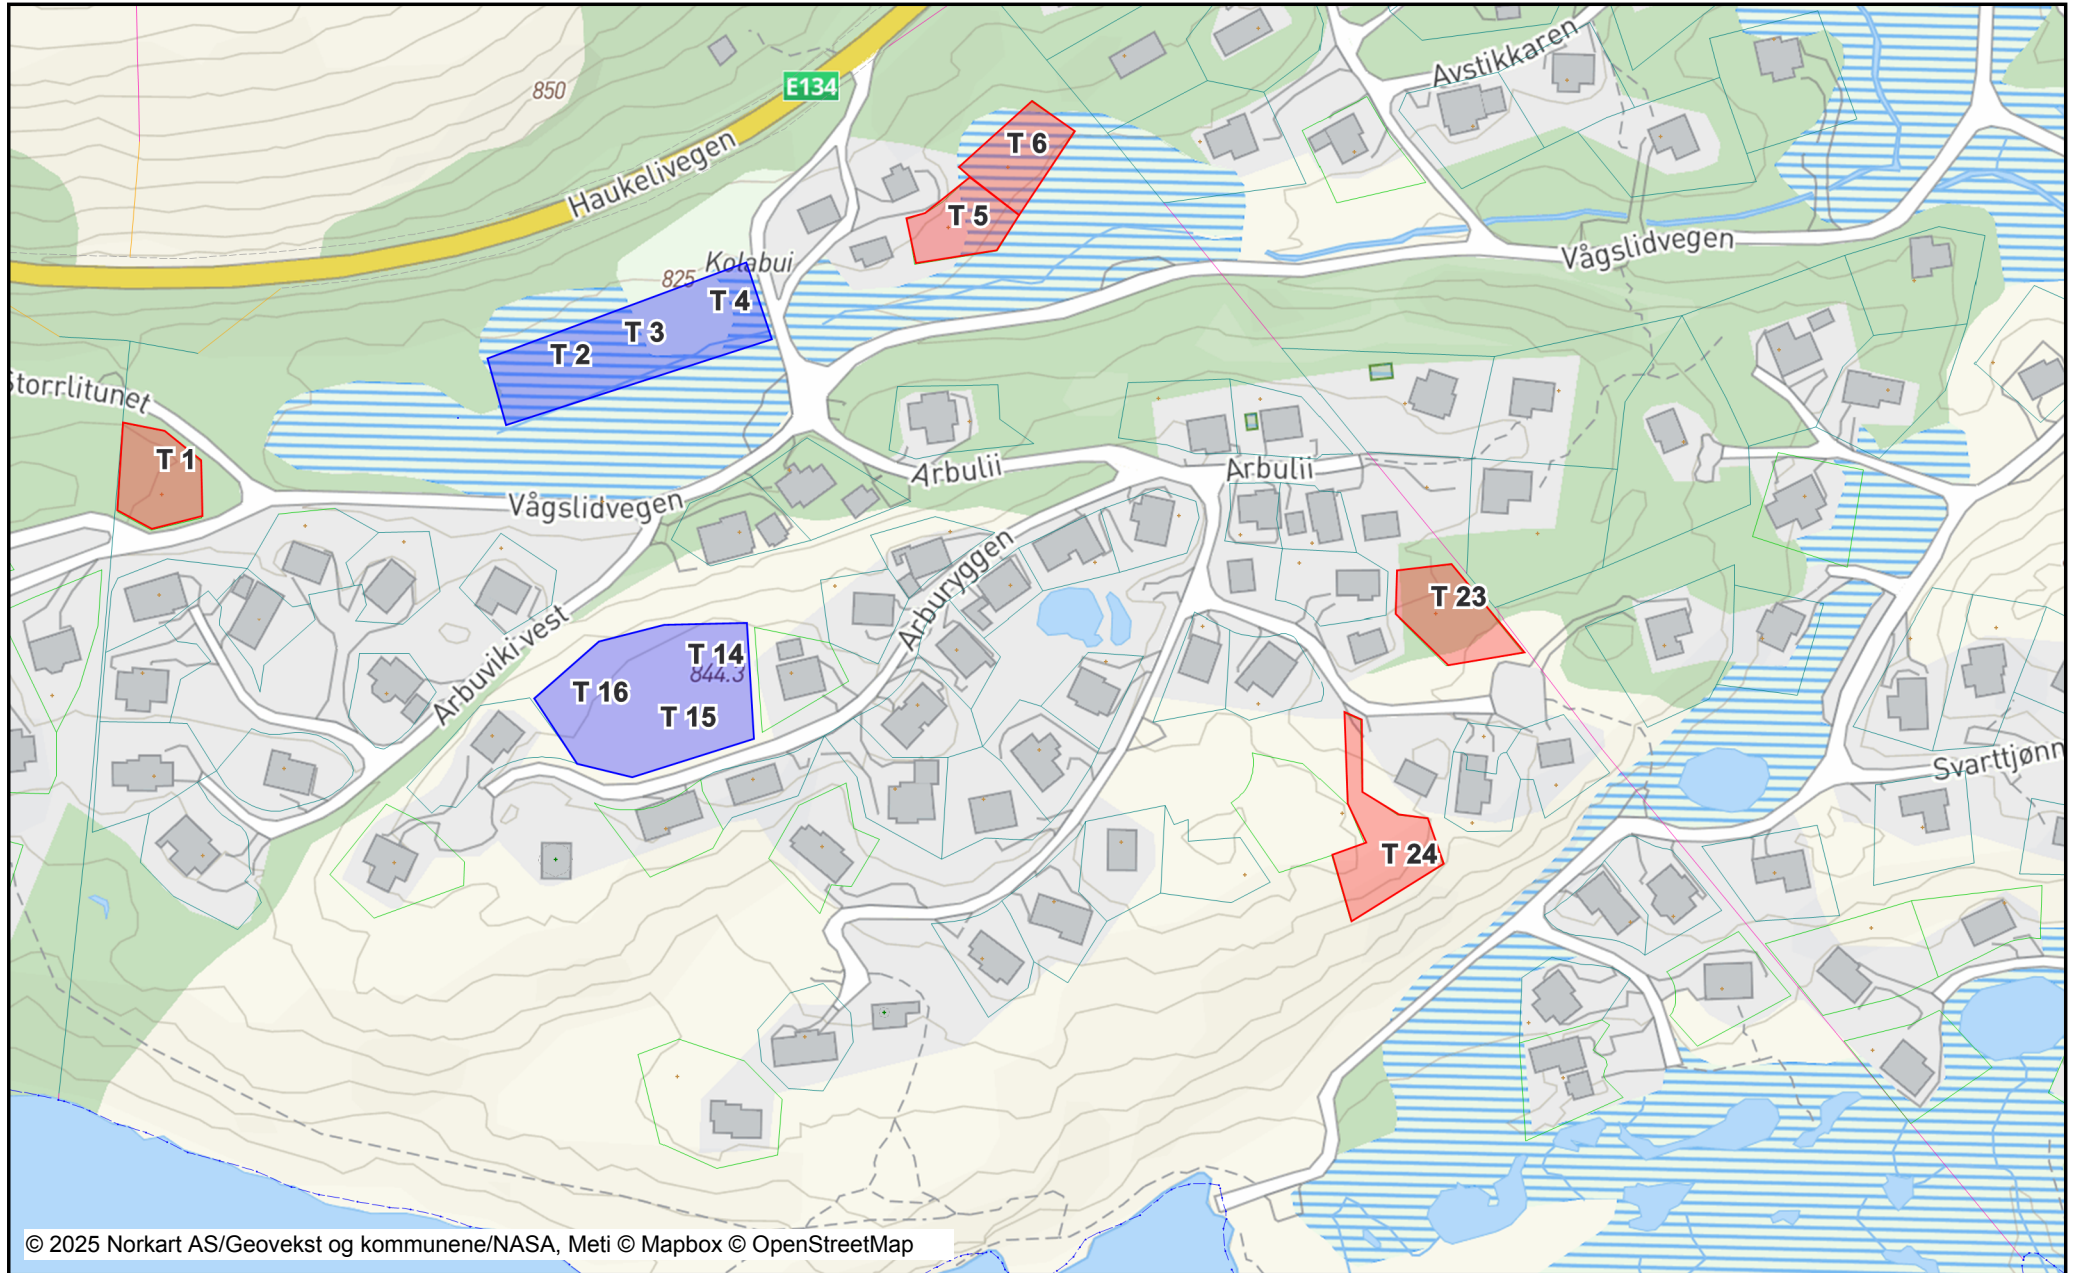 Avstikkaren
850
E134
Haukelivegen
T 6
T 5
Vågslidvegen
Kolabui
825
T 4
T 3
T 2
Storrlitunet
T 1
Arbulii
Arbulii
Vågslidvegen
Arburyggen
T 23
Arbuviki vest
T 14
844.3
T 16
T 15
Svarttjønn
T 24
© 2025 Norkart AS/Geovekst og kommunene/NASA, Meti © Mapbox © OpenStreetMap